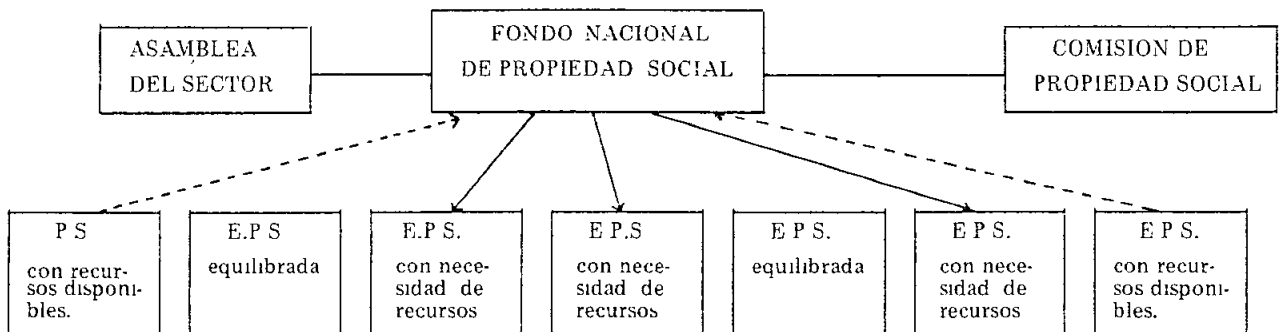 ASAMBLEA
DEL SECTOR
FONDO NACIONAL
DE PROPIEDAD SOCIAL
COMISION DE
PROPIEDAD SOCIAL
P S
con recur-
sos disponi-
bles.
E.P S
equilibrada
E.P S.
con nece-
sidad de
recursos
E P.S
con nece-
sidad de
recursos
E P S.
equilibrada
E P S.
con nece-
sidad de
recursos
E P S.
con recur-
sos disponi-
bles.